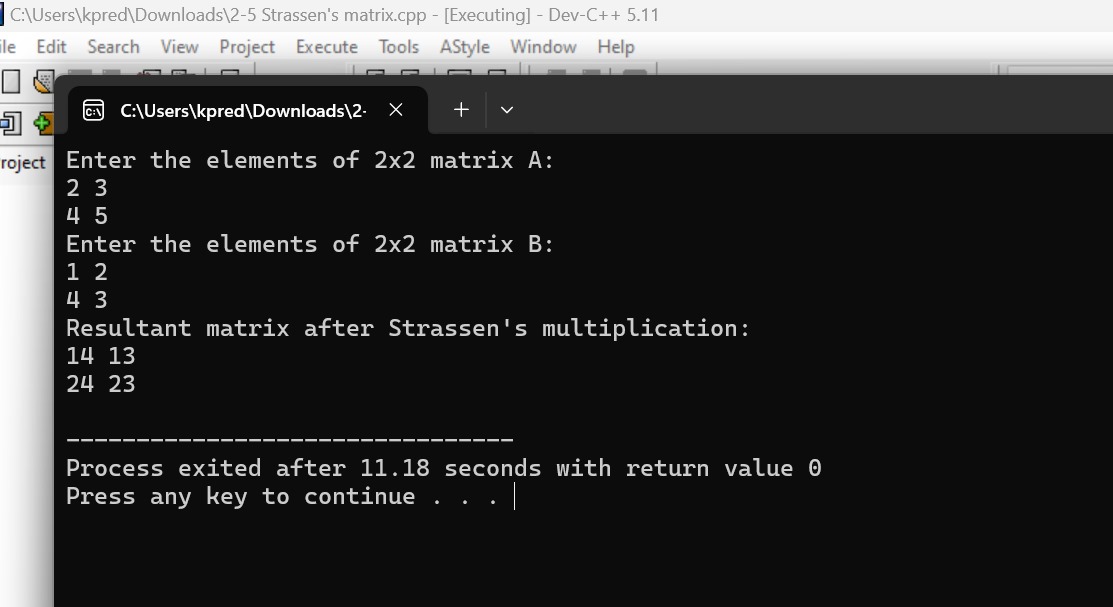 C:\Users\kpred\Downloads\2-5 Strassen's matrix.cpp - [Executing] - Dev-C++ 5.11
ile Edit Search View Project Execute Tools AStyle Window Help
C:\Users\kpred\Downloads\2-
roject
Enter the elements of 2x2 matrix A:
2 3
4 5
Enter the elements of 2x2 matrix B:
1 2
4 3
Resultant matrix after Strassen's multiplication:
14 13
24 23
--------------------------------
Process exited after 11.18 seconds with return value 0
Press any key to continue . . .